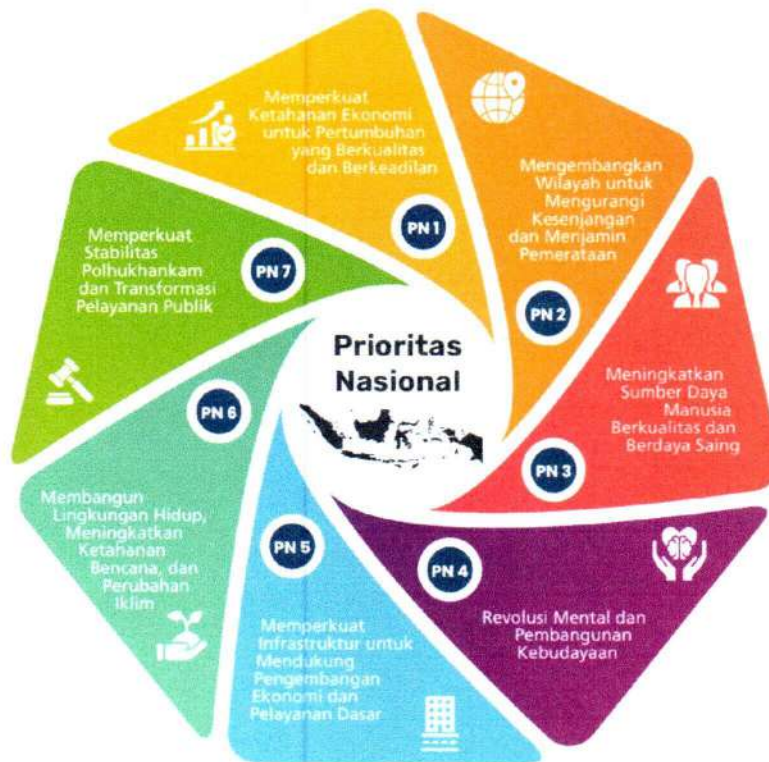 Memperkuat
Ketahanan Ekonomi
untuk Pertumbuhan
yang Berkualitas
dan Berkeadilan
PN 1
Mengembangkan
Wilayah untuk
Mengurangi
Kesenjangan
dan Menjamin
Pemerataan
PN 2
Meningkatkan
Sumber Daya
Manusia
Berkualitas dan
Berdaya Saing
PN 3
Revolusi Mental dan
Pembangunan
Kebudayaan
PN 4
Memperkuat
Infrastruktur untuk
Mendukung
Pengembangan
Ekonomi dan
Pelayanan Dasar
PN 5
Membangun
Lingkungan Hidup,
Meningkatkan
Ketahanan
Bencana, dan
Perubahan
Iklim
PN 6
Memperkuat
Stabilitas
Polhukhankam
dan Transformasi
Pelayanan Publik
PN 7
Prioritas
Nasional